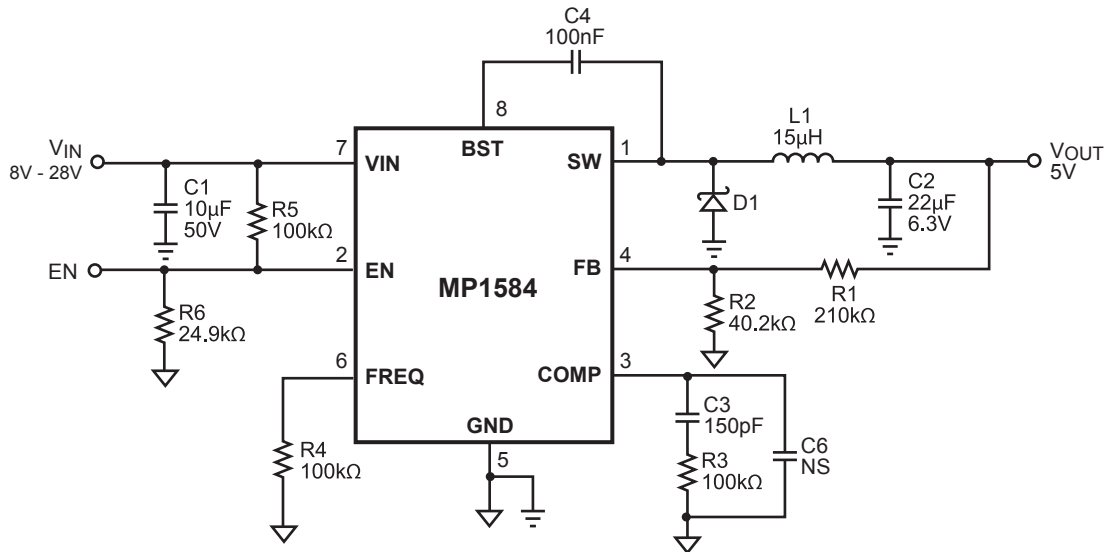 C4
100nF
8
BST
V_IN
8V - 28V
7
VIN
C1
10µF
50V
R5
100kΩ
EN
2
EN
R6
24.9kΩ
6
FREQ
R4
100kΩ
MP1584
GND
5
SW
1
L1
15µH
V_OUT
5V
D1
C2
22µF
6.3V
FB
4
R2
40.2kΩ
R1
210kΩ
COMP
3
C3
150pF
R3
100kΩ
C6
NS